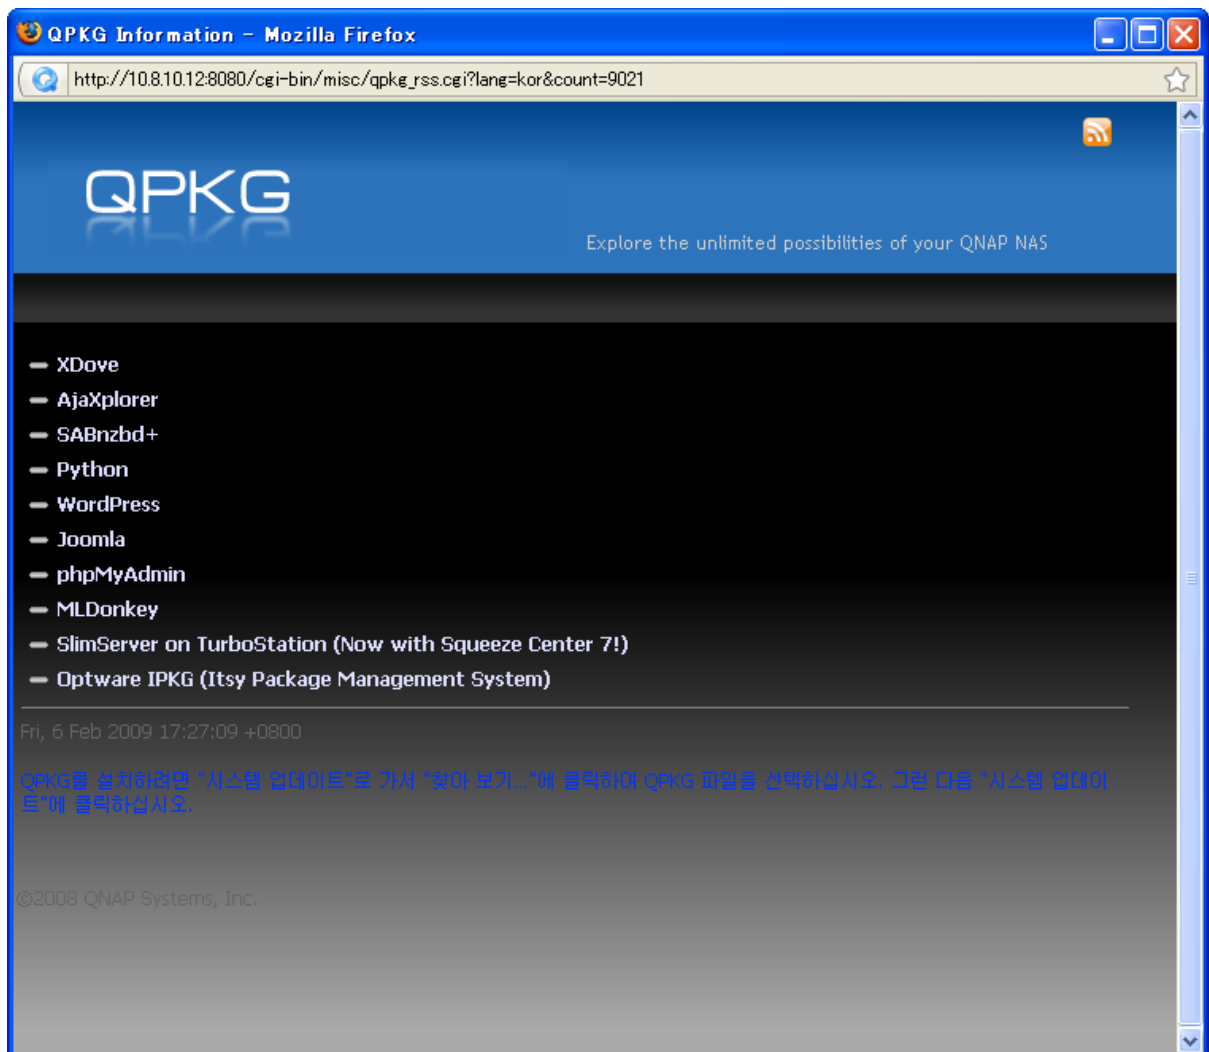 QPKG Information - Mozilla Firefox
http://10.8.10.12:8080/cgi-bin/misc/qpkg_rss.cgi?lang=kor&count=9021
QPKG
Explore the unlimited possibilities of your QNAP NAS
XDove
AjaXplorer
SABnzbd+
Python
WordPress
Joomla
phpMyAdmin
MLDonkey
SlimServer on TurboStation (Now with Squeeze Center 7!)
Optware IPKG (Itsy Package Management System)
Fri, 6 Feb 2009 17:27:09 +0800
QPKG를 설치하려면 "시스템 업데이트"로 가서 "찾아 보기..."에 클릭하여 QPKG 파일을 선택하십시오. 그런 다음 "시스템 업데이
트"에 클릭하십시오.
©2008 QNAP Systems, Inc.